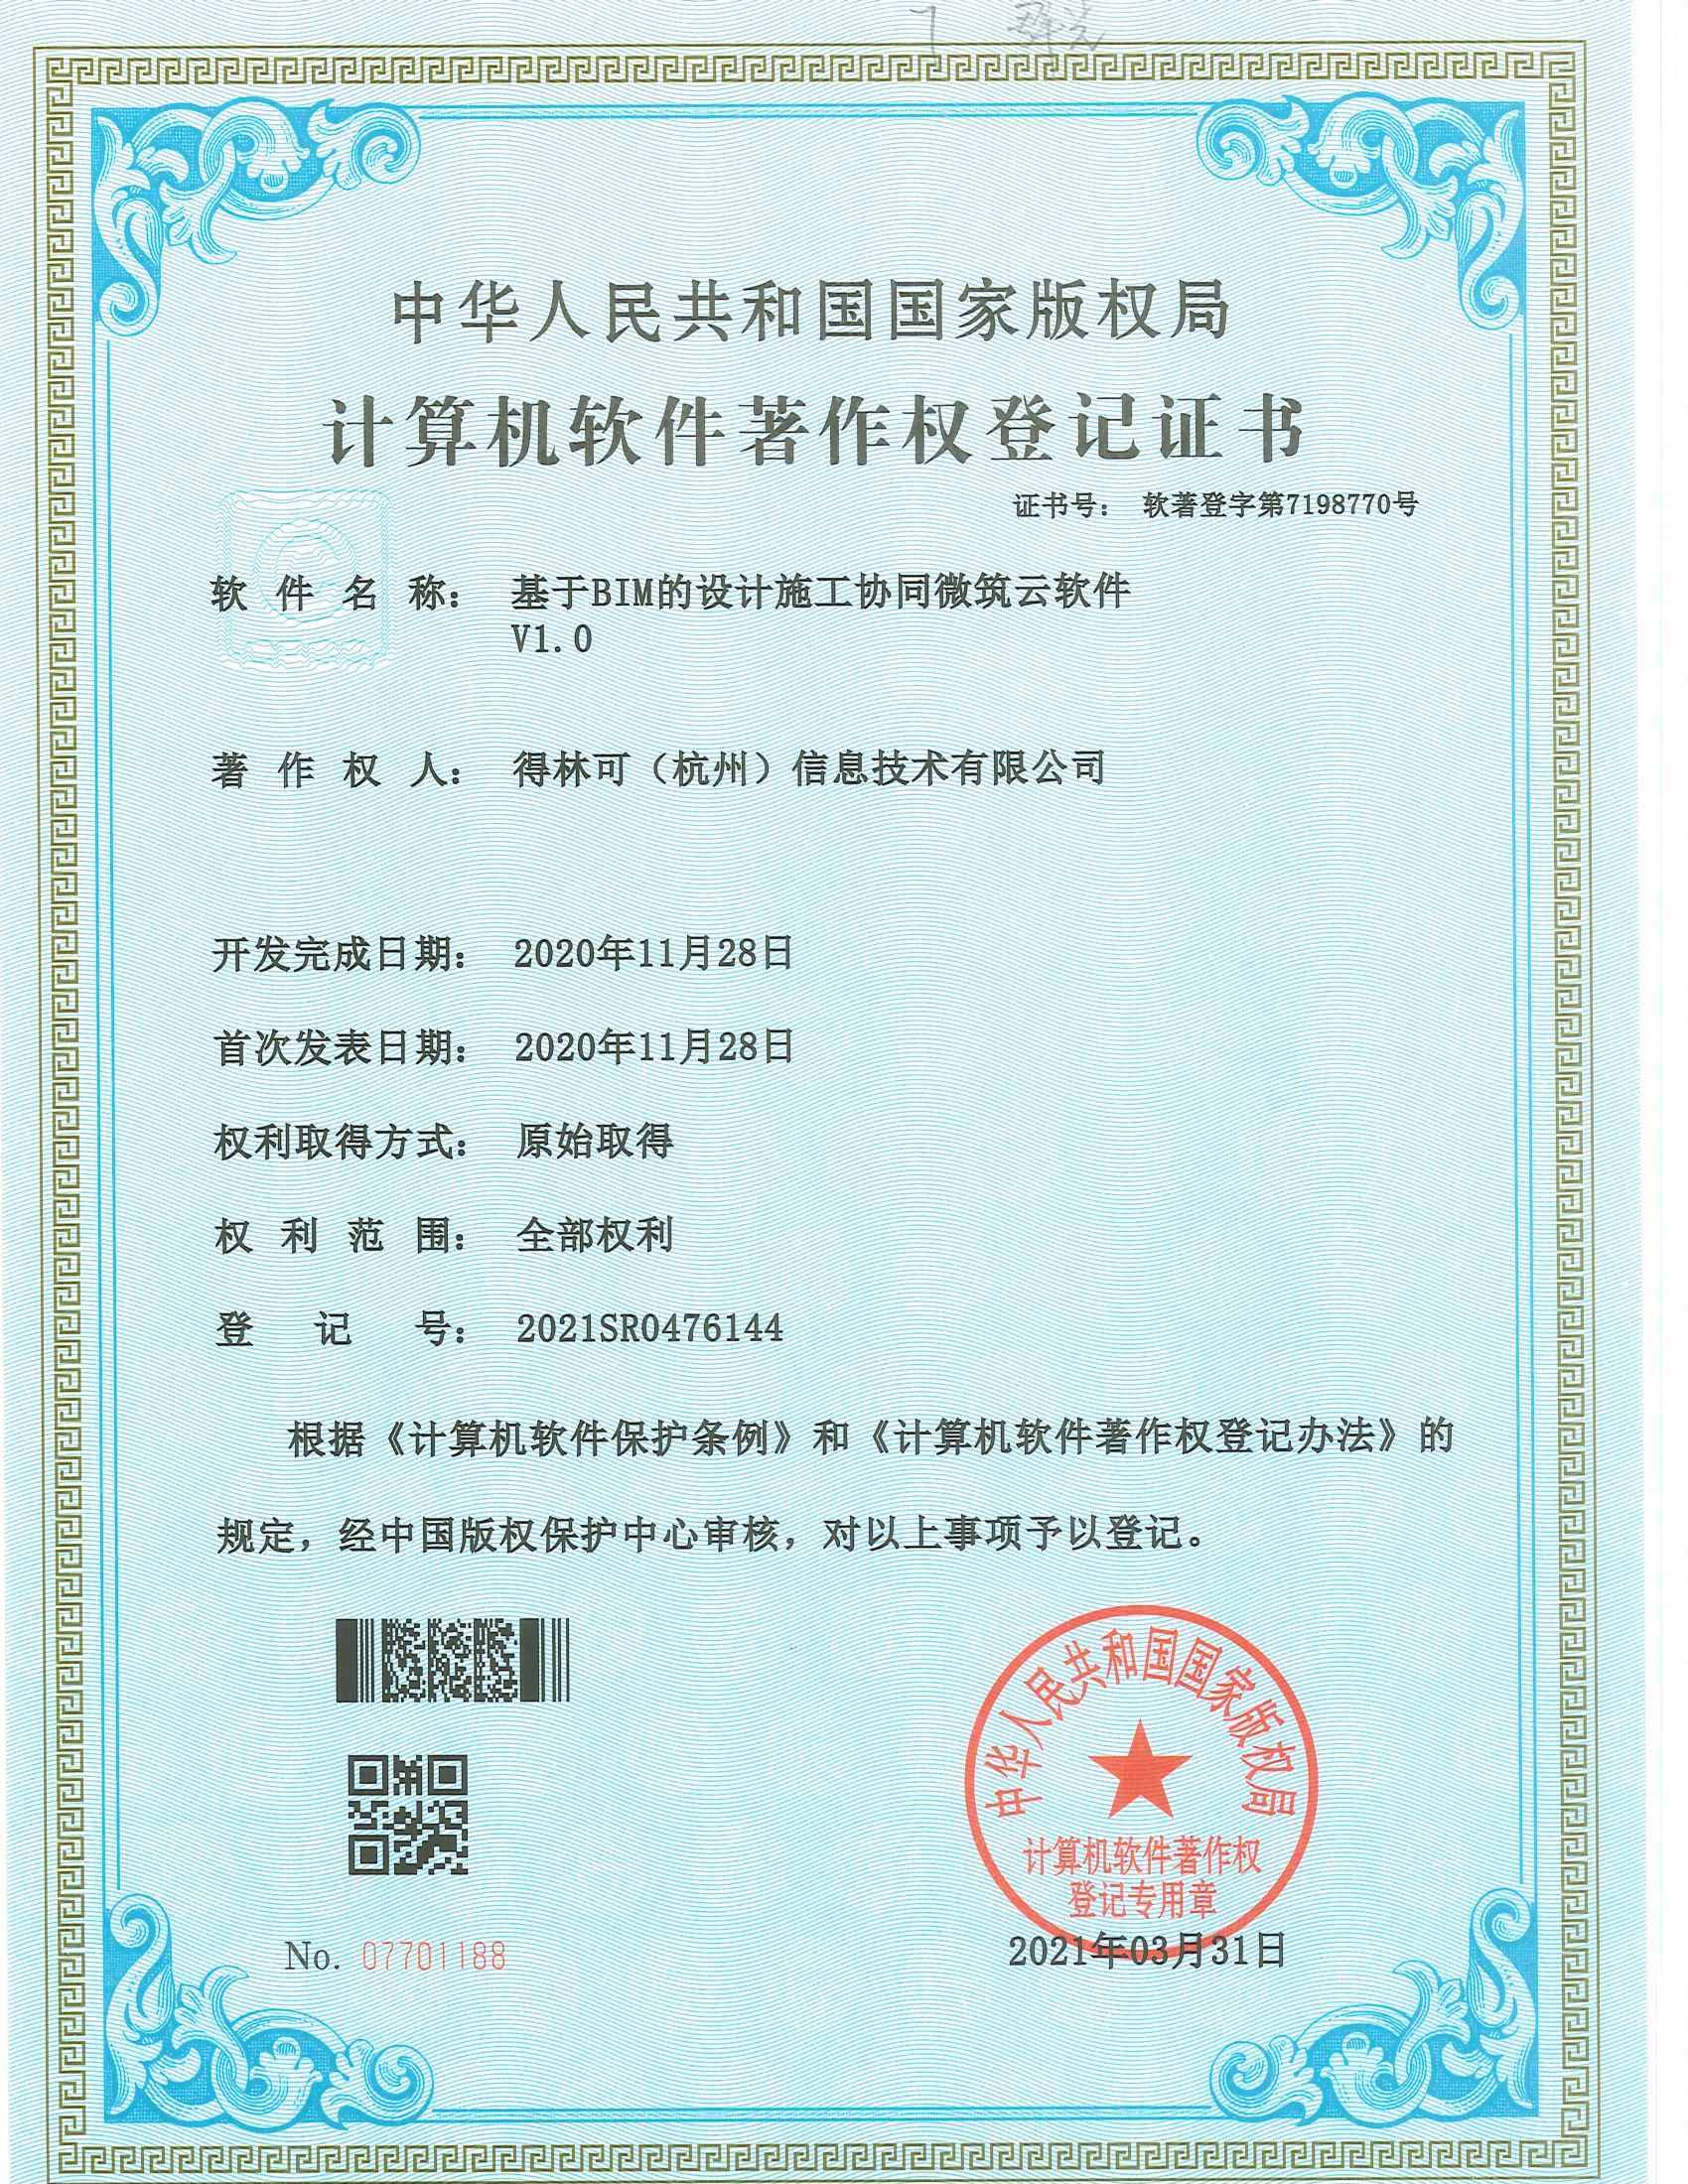 中华人民共和国国家版权局
计算机软件著作权登记证书
证书号： 软著登字第7198770号
软件名称： 基于BIM的设计施工协同微筑云软件
V1.0
著作权人： 得林可（杭州）信息技术有限公司
开发完成日期： 2020年11月28日
首次发表日期： 2020年11月28日
权利取得方式： 原始取得
权利范围： 全部权利
登记号： 2021SR0476144
根据《计算机软件保护条例》和《计算机软件著作权登记办法》的
规定，经中国版权保护中心审核，对以上事项予以登记。
中华人民共和国国家版权局
计算机软件著作权
登记专用章
No. 07701188
2021年03月31日